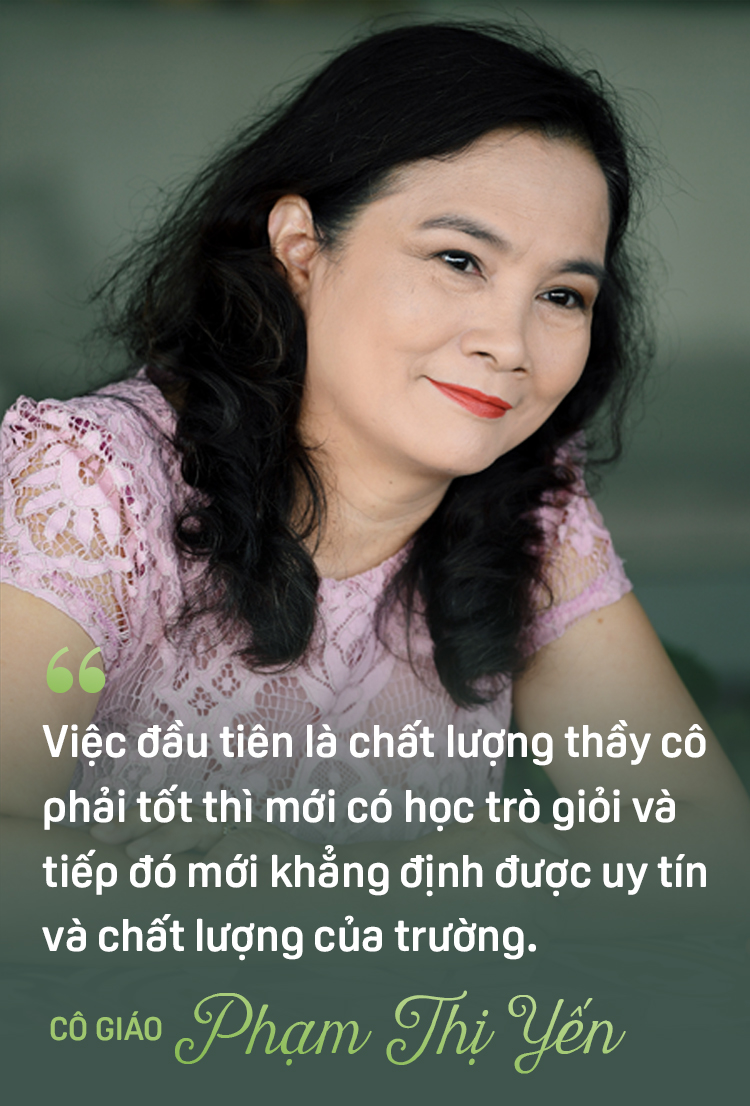 “
Việc đầu tiên là chất lượng thầy cô
phải tốt thì mới có học trò giỏi và
tiếp đó mới khẳng định được uy tín
và chất lượng của trường.
CÔ GIÁO Phạm Thị Yến